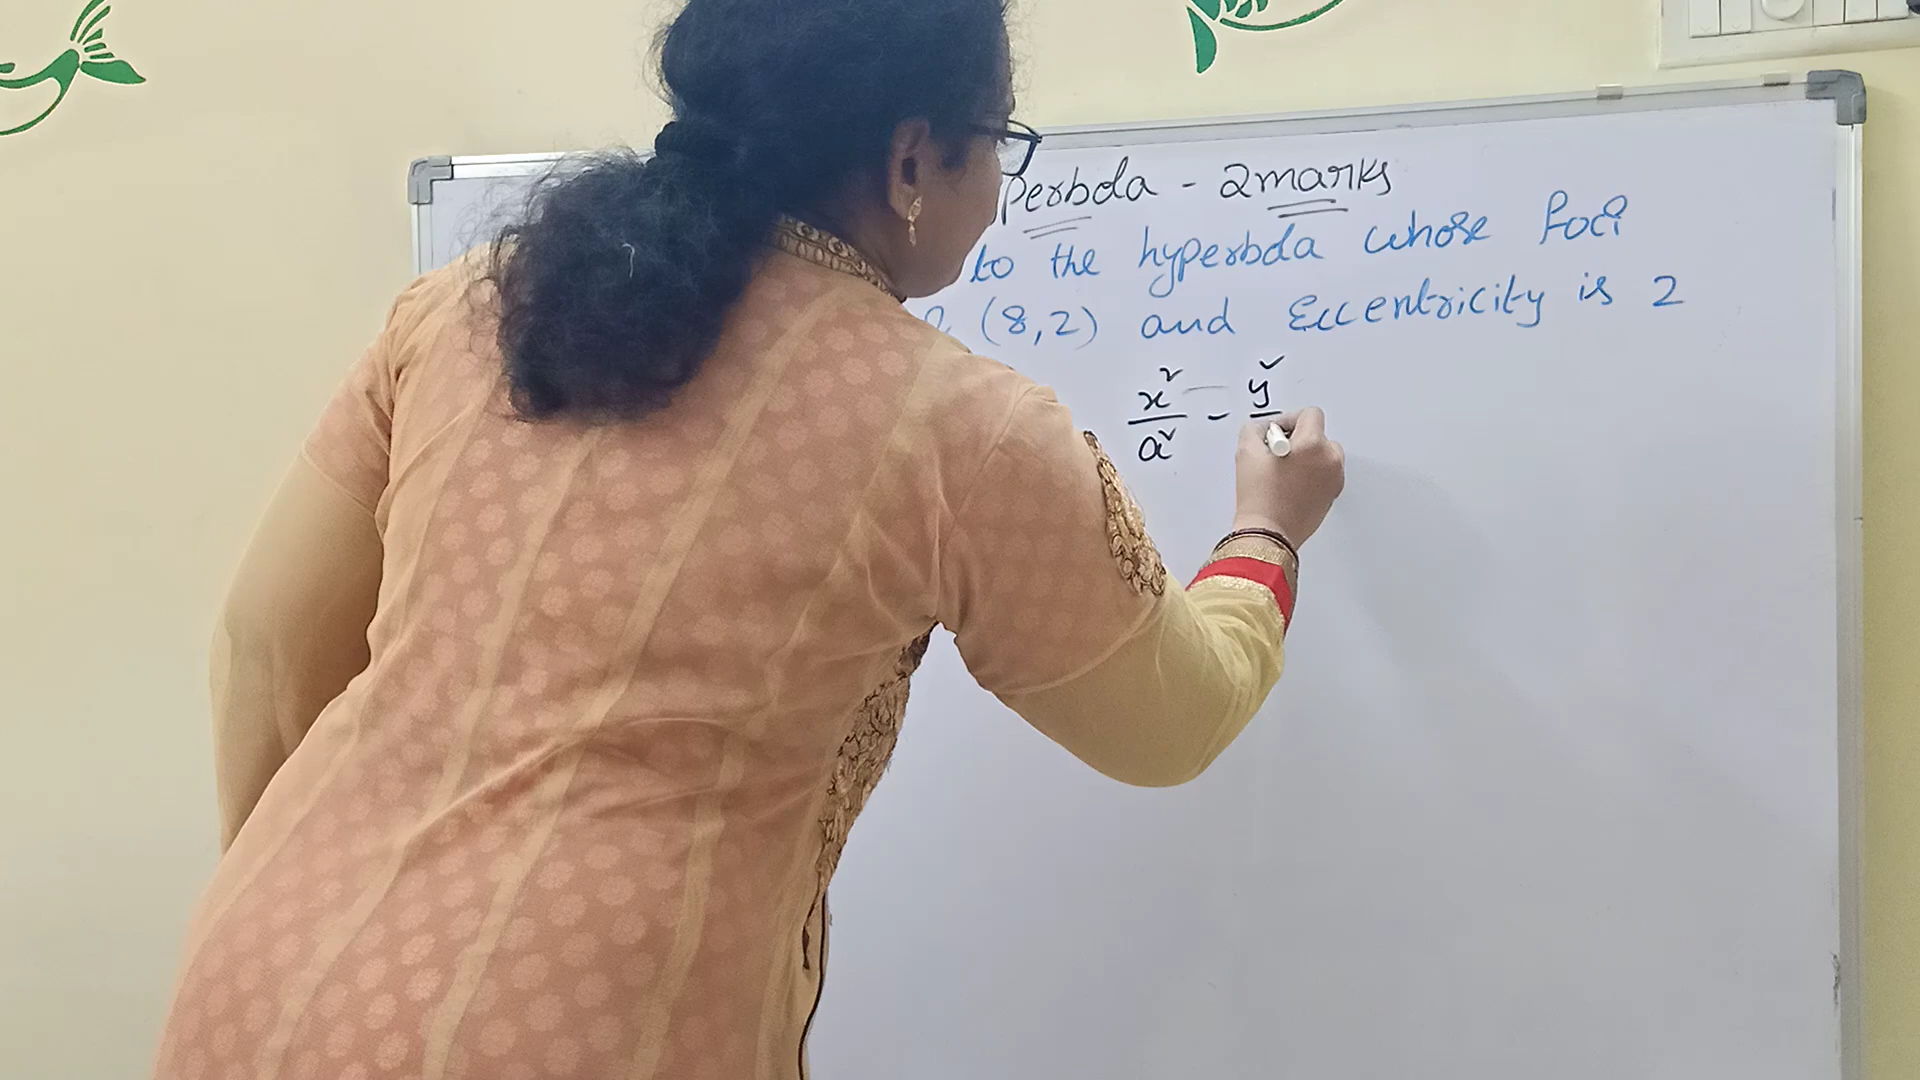 perbola - 2marks
to the hyperbola whose foci
(8,2) and Eccentricity is 2
x² y²
— - —
a²